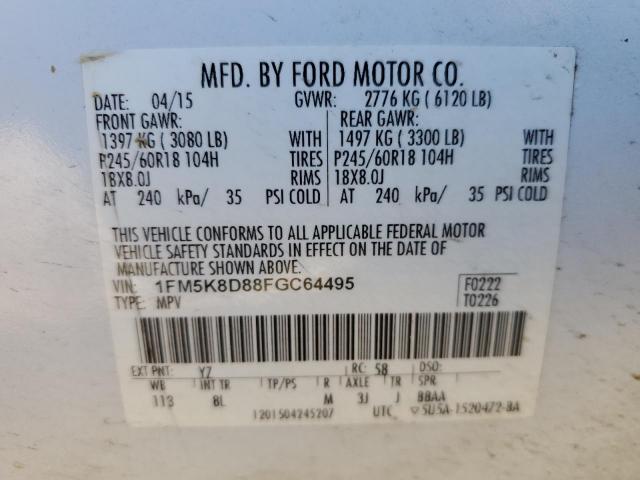 MFD. BY FORD MOTOR CO.
DATE: 04/15 GVWR: 2776 KG ( 6120 LB)
FRONT GAWR: REAR GAWR:
1397 KG ( 3080 LB) WITH 1497 KG ( 3300 LB) WITH
P245/60R18 104H TIRES P245/60R18 104H TIRES
18X8.0J RIMS 18X8.0J RIMS
AT 240 kPa/ 35 PSI COLD AT 240 kPa/ 35 PSI COLD
THIS VEHICLE CONFORMS TO ALL APPLICABLE FEDERAL MOTOR
VEHICLE SAFETY STANDARDS IN EFFECT ON THE DATE OF
MANUFACTURE SHOWN ABOVE.
VIN: 1FM5K8D88FGC64495 F0222
TYPE: MPV T0226
EXT PNT: YZ RC: 58 DSO:
WB INT TR TP/PS R AXLE TR SPR
113 8L M 3J J BBAA
1201504245207 UTC ▽5U5A-1520472-BA